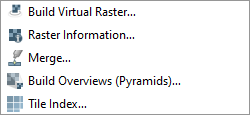 Build Virtual Raster...
Raster Information...
Merge...
Build Overviews (Pyramids)...
Tile Index...